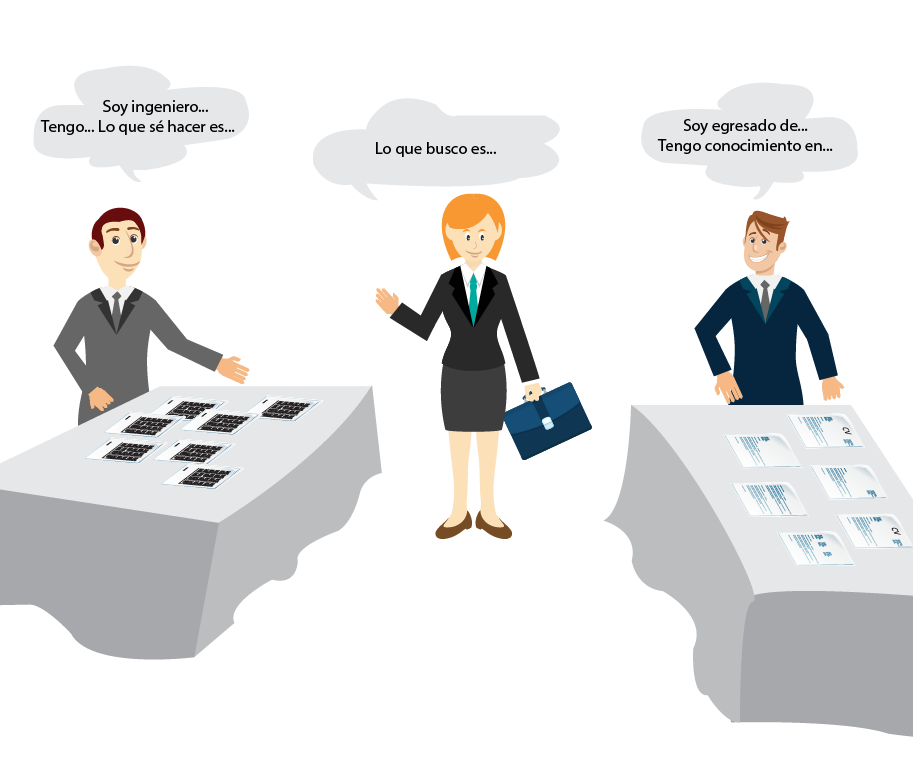 Soy ingeniero...
Tengo... Lo que sé hacer es...
Lo que busco es...
Soy egresado de...
Tengo conocimiento en...